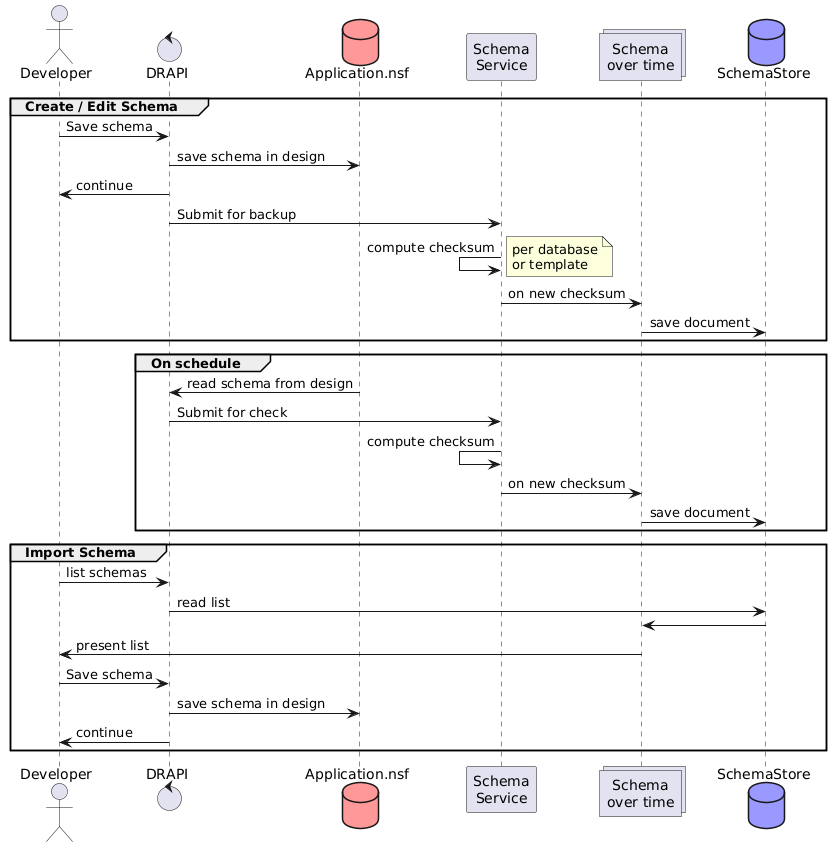 Developer
DRAPI
Application.nsf
Schema
Service
Schema
over time
SchemaStore
Create / Edit Schema
Save schema
save schema in design
continue
Submit for backup
compute checksum
per database
or template
on new checksum
save document
On schedule
read schema from design
Submit for check
compute checksum
on new checksum
save document
Import Schema
list schemas
read list
present list
Save schema
save schema in design
continue
Developer
DRAPI
Application.nsf
Schema
Service
Schema
over time
SchemaStore